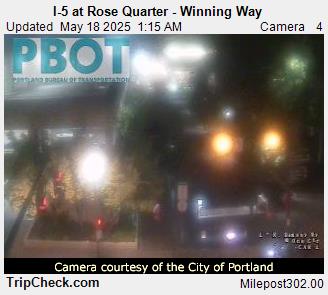 I-5 at Rose Quarter - Winning Way
Updated May 18 2025 1:15 AM Camera 4
PBOT
PORTLAND BUREAU OF TRANSPORTATION
Camera courtesy of the City of Portland
TripCheck.com Milepost302.00